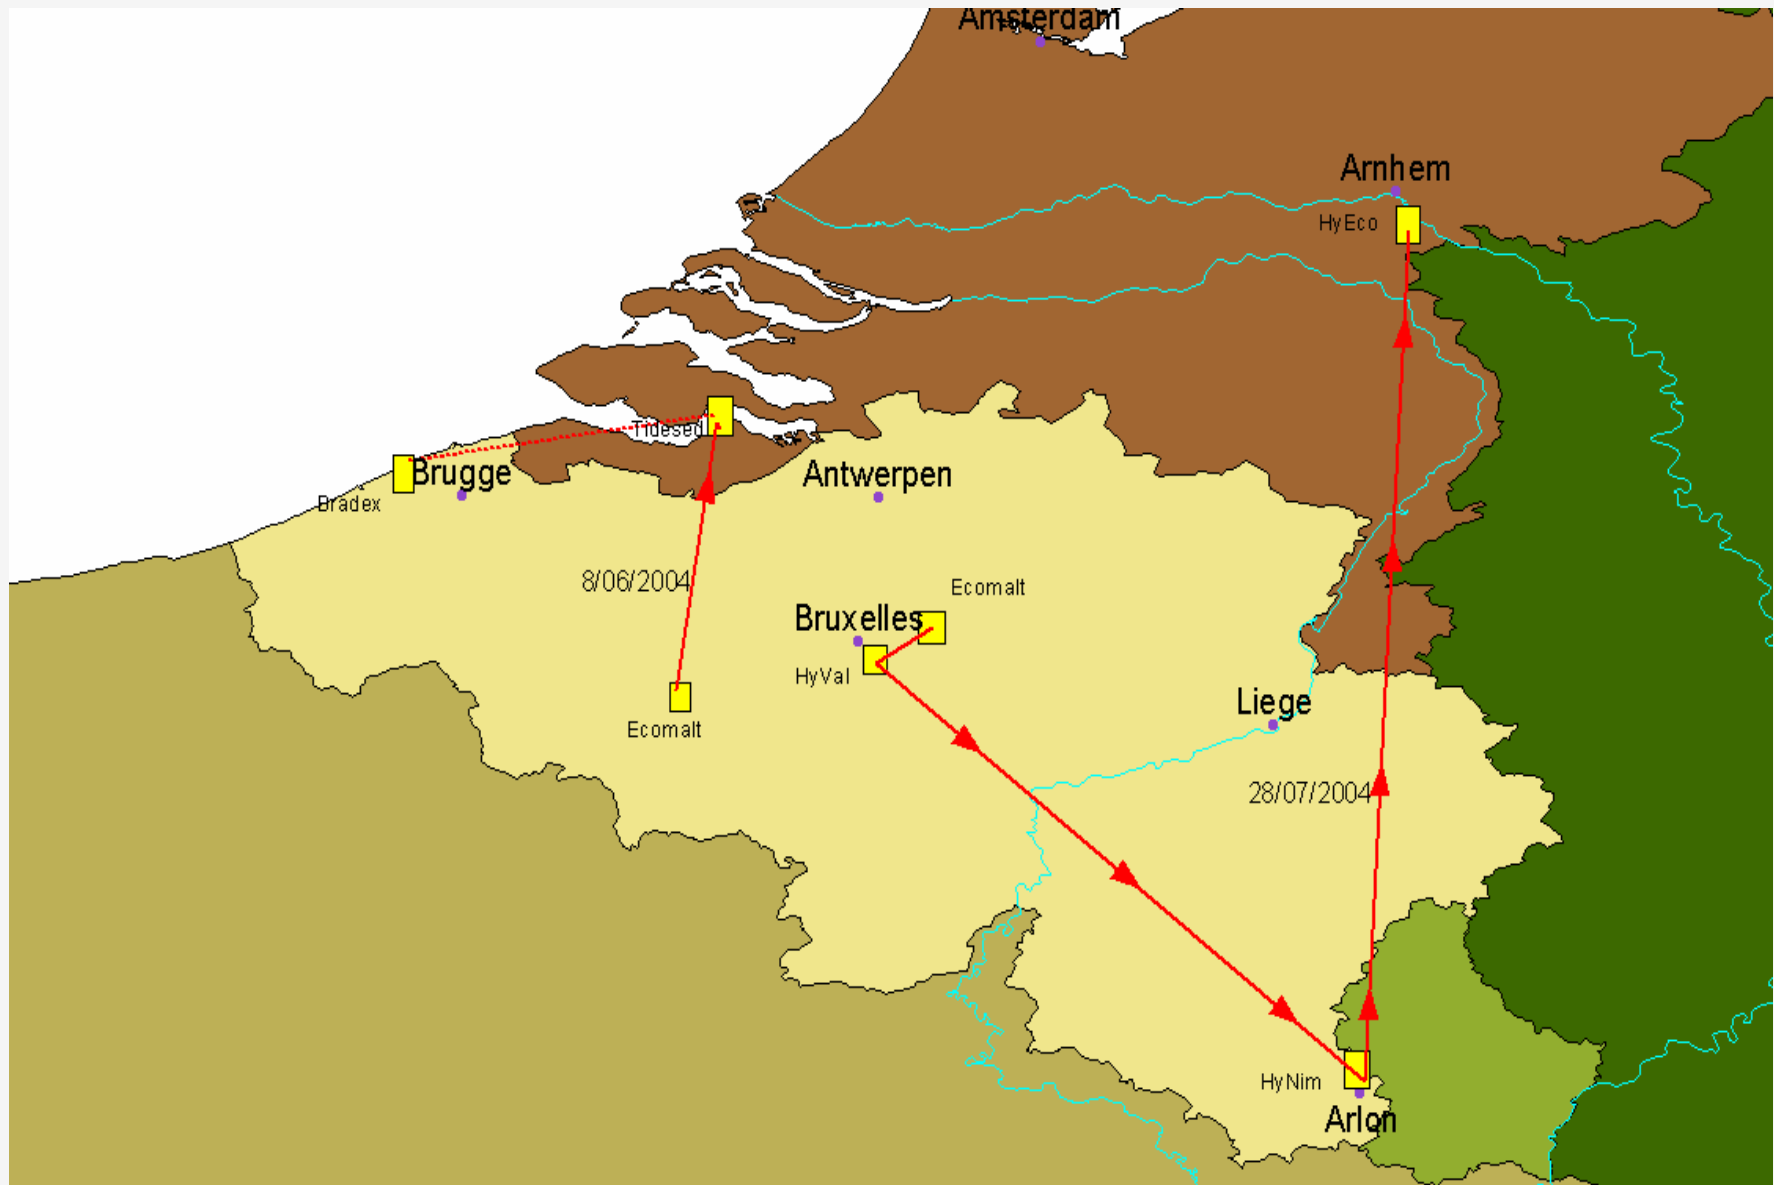 Amsterdam
Arnhem
HyEco
Tidesed
Brugge
Antwerpen
Bradex
8/06/2004
Ecomalt
Bruxelles
HyVal
Liege
Ecomalt
28/07/2004
HyNim
Arlon